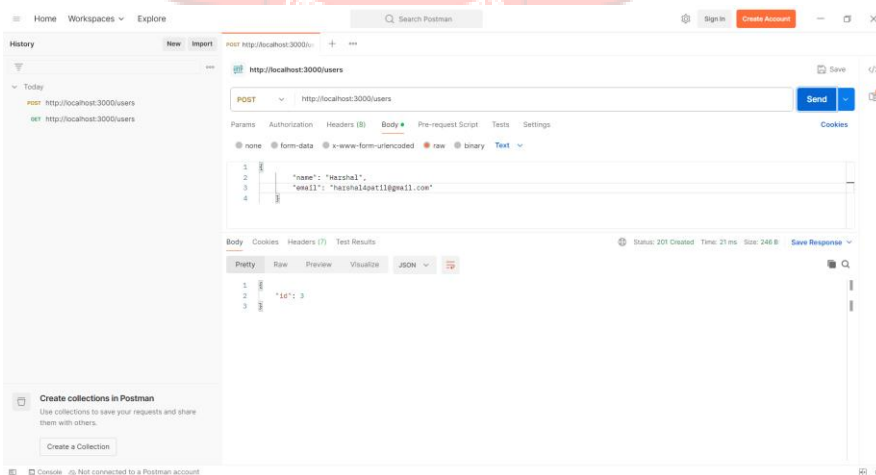 Home Workspaces Explore Search Postman Sign In Create Account
History New Import POST http://localhost:3000/u
http://localhost:3000/users Save
Today
POST http://localhost:3000/users
GET http://localhost:3000/users
POST http://localhost:3000/users Send
Params Authorization Headers (8) Body Pre-request Script Tests Settings Cookies
none form-data x-www-form-urlencoded raw binary Text
1 {
2 "name": "Harshal",
3 "email": "harshal4patil@gmail.com"
4 }
Body Cookies Headers (7) Test Results Status: 201 Created Time: 21 ms Size: 246 B Save Response
Pretty Raw Preview Visualize JSON
1 {
2 "id": 3
3 }
Create collections in Postman
Use collections to save your requests and share
them with others.
Create a Collection
Console Not connected to a Postman account